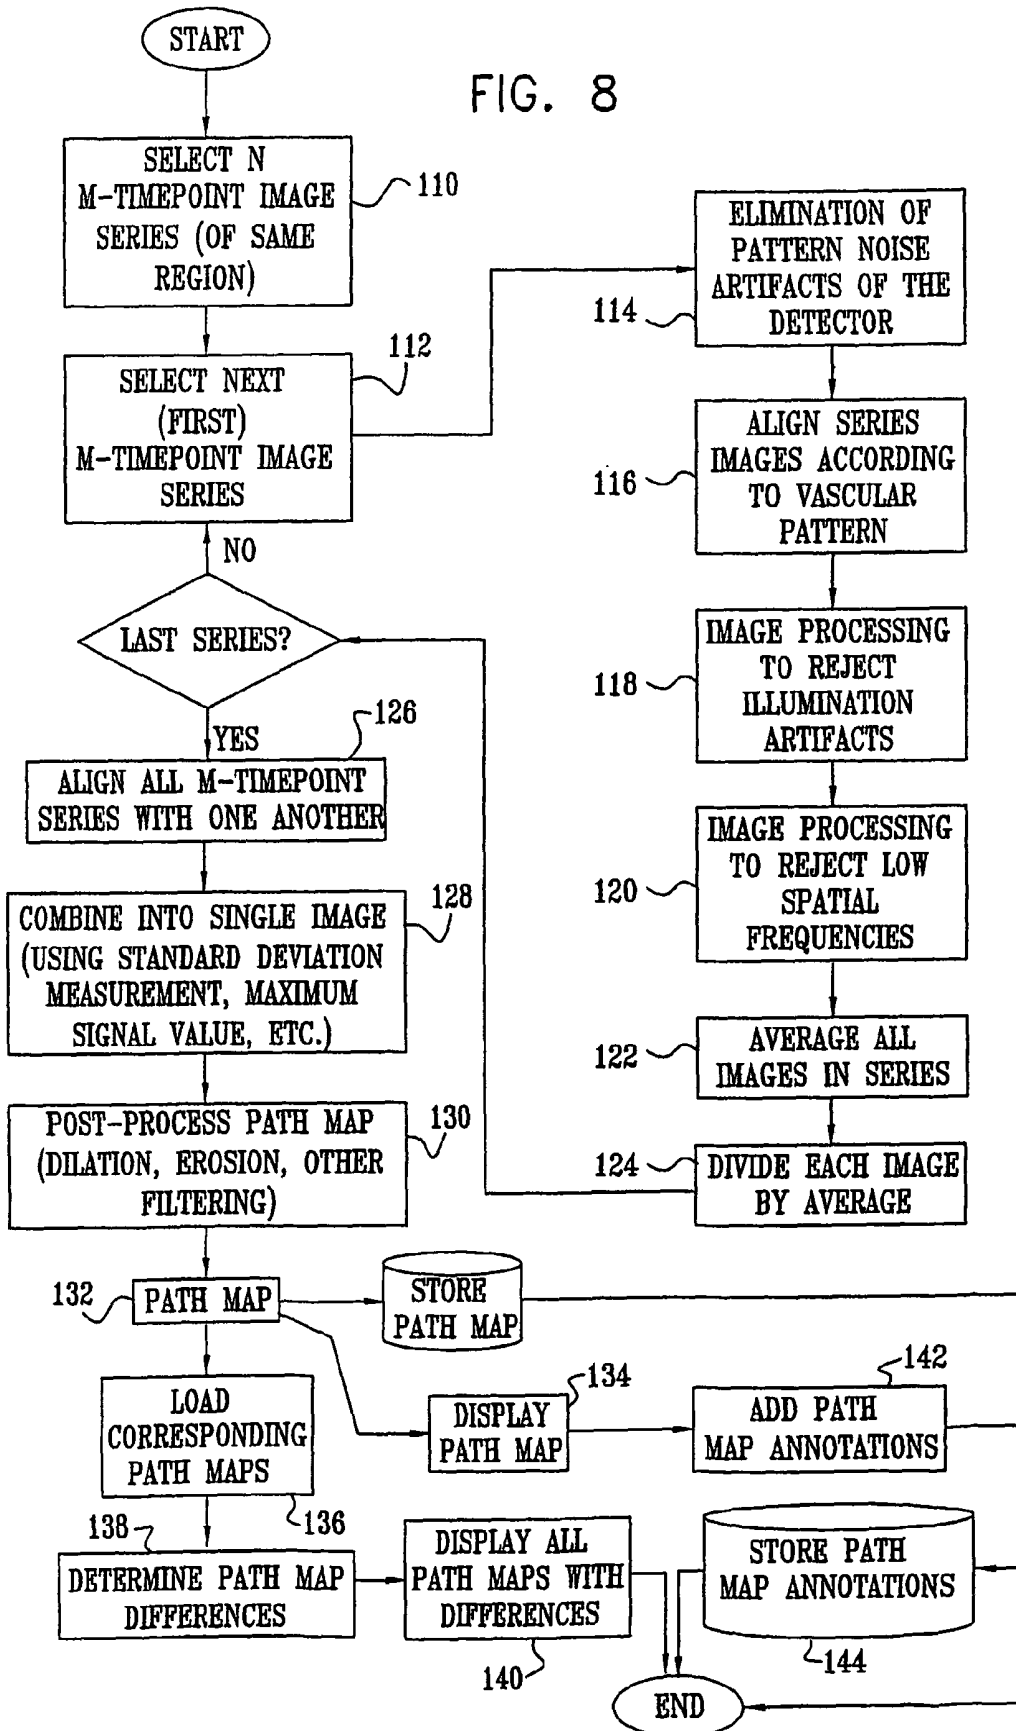 START
FIG. 8
SELECT N
M-TIMEPOINT IMAGE
SERIES (OF SAME
REGION)
110
112
SELECT NEXT
(FIRST)
M-TIMEPOINT IMAGE
SERIES
NO
LAST SERIES?
YES
126
ALIGN ALL M-TIMEPOINT
SERIES WITH ONE ANOTHER
128
COMBINE INTO SINGLE IMAGE
(USING STANDARD DEVIATION
MEASUREMENT, MAXIMUM
SIGNAL VALUE, ETC.)
130
POST-PROCESS PATH MAP
(DILATION, EROSION, OTHER
FILTERING)
ELIMINATION OF
PATTERN NOISE
ARTIFACTS OF THE
DETECTOR
114
ALIGN SERIES
IMAGES ACCORDING
TO VASCULAR
PATTERN
116
IMAGE PROCESSING
TO REJECT
ILLUMINATION
ARTIFACTS
118
IMAGE PROCESSING
TO REJECT LOW
SPATIAL
FREQUENCIES
120
AVERAGE ALL
IMAGES IN SERIES
122
124
DIVIDE EACH IMAGE
BY AVERAGE
132
PATH MAP
STORE
PATH MAP
134
DISPLAY
PATH MAP
142
ADD PATH
MAP ANNOTATIONS
LOAD
CORRESPONDING
PATH MAPS
136
138
DETERMINE PATH MAP
DIFFERENCES
DISPLAY ALL
PATH MAPS WITH
DIFFERENCES
140
STORE PATH
MAP ANNOTATIONS
144
END